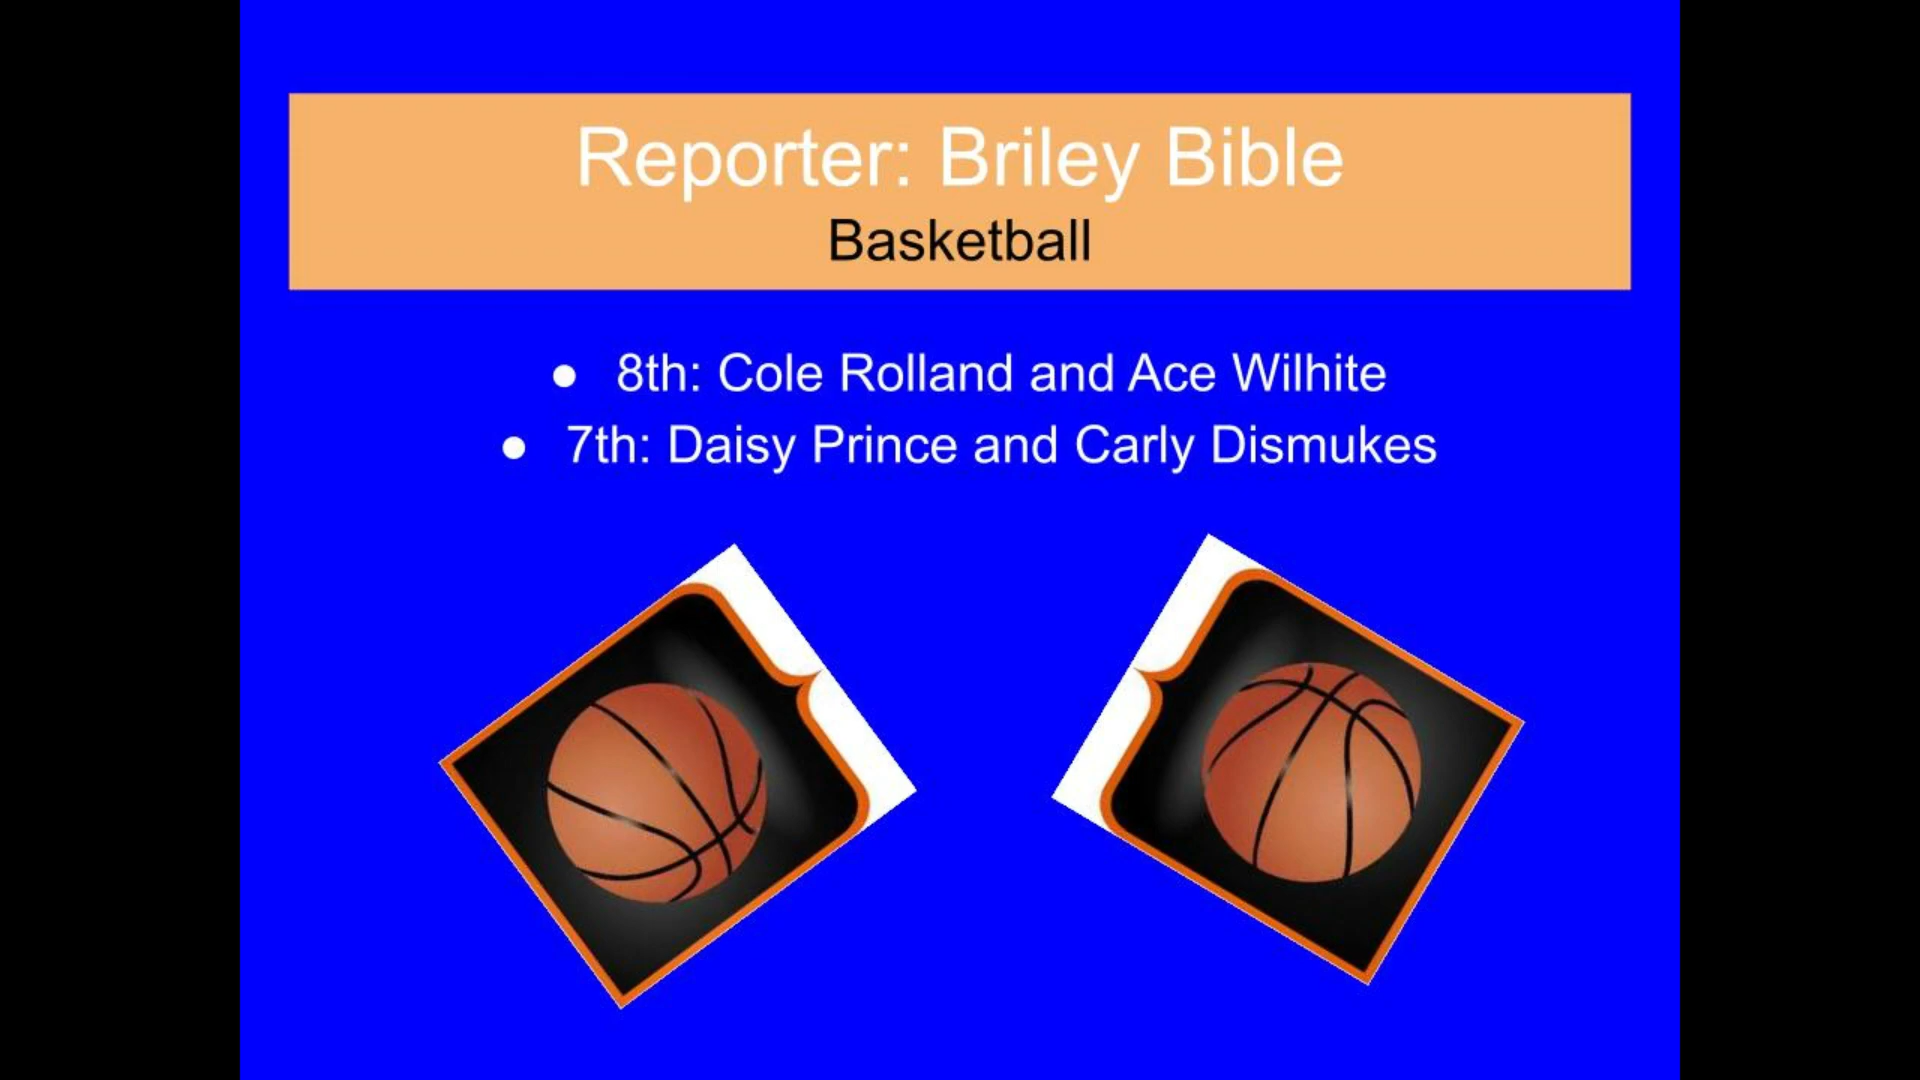 Reporter: Briley Bible
Basketball
● 8th: Cole Rolland and Ace Wilhite
● 7th: Daisy Prince and Carly Dismukes